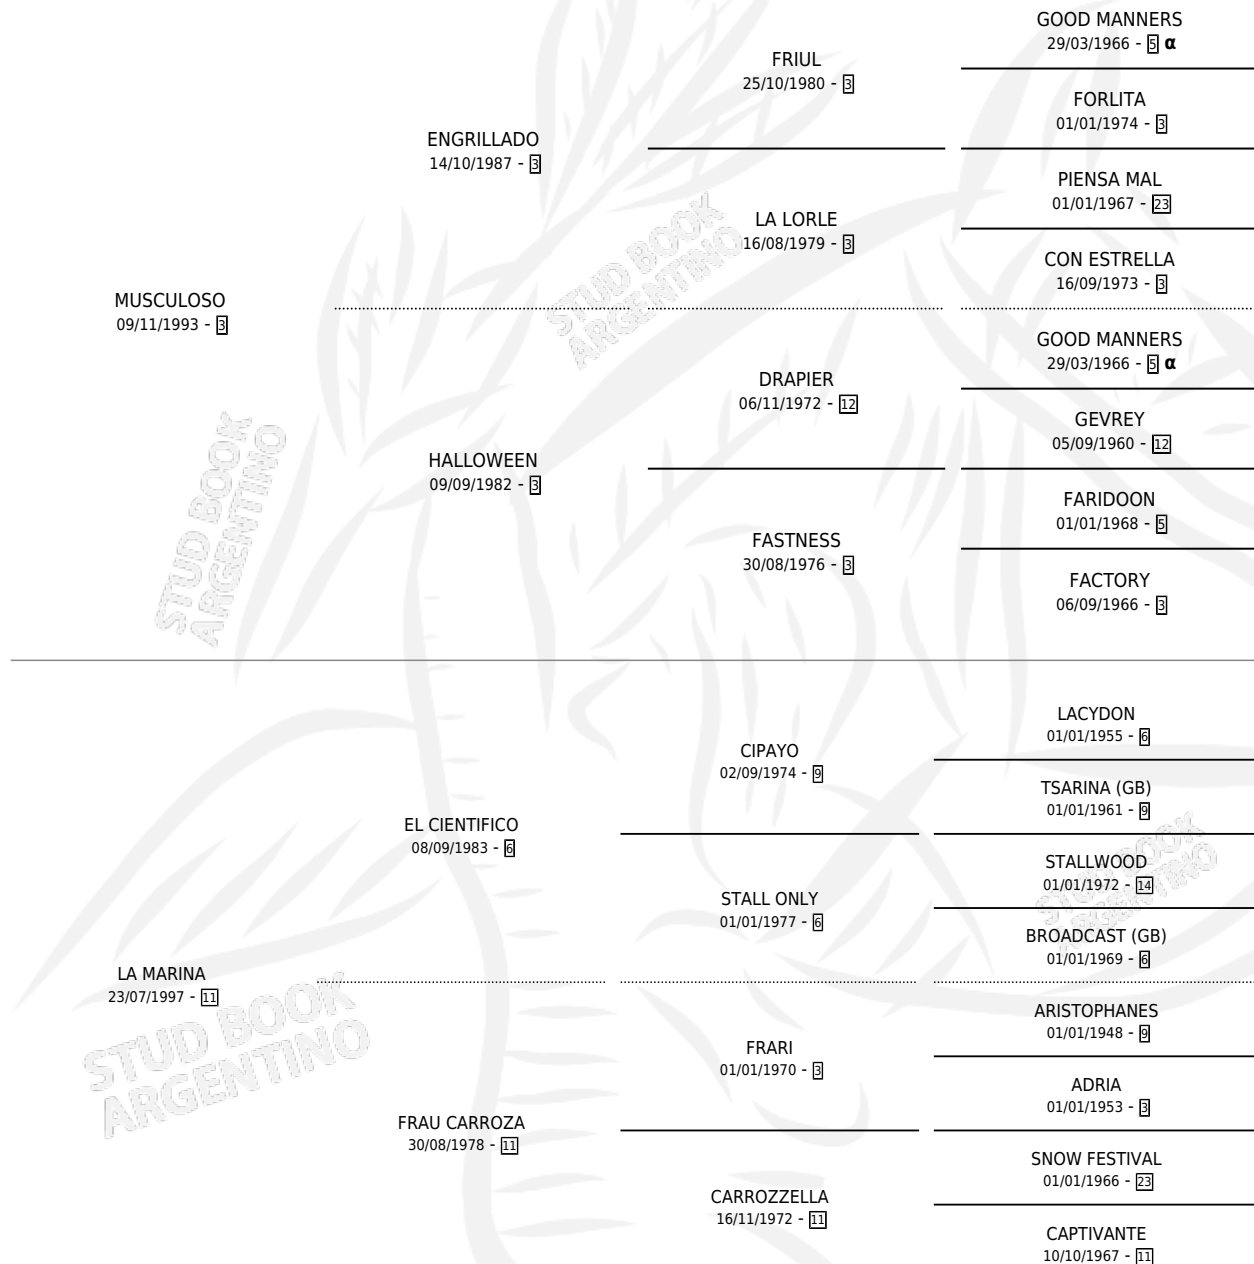 GOOD MANNERS
29/03/1966 - 5 α
FRIUL
25/10/1980 - 3
FORLITA
01/01/1974 - 3
ENGRILLADO
14/10/1987 - 3
PIENSA MAL
01/01/1967 - 23
LA LORLE
16/08/1979 - 3
CON ESTRELLA
16/09/1973 - 3
MUSCULOSO
09/11/1993 - 3
GOOD MANNERS
29/03/1966 - 5 α
DRAPIER
06/11/1972 - 12
GEVREY
05/09/1960 - 12
HALLOWEEN
09/09/1982 - 3
FARIDOON
01/01/1968 - 5
FASTNESS
30/08/1976 - 3
FACTORY
06/09/1966 - 3
LACYDON
01/01/1955 - 6
CIPAYO
02/09/1974 - 9
TSARINA (GB)
01/01/1961 - 9
EL CIENTIFICO
08/09/1983 - 6
STALLWOOD
01/01/1972 - 14
STALL ONLY
01/01/1977 - 6
BROADCAST (GB)
01/01/1969 - 6
LA MARINA
23/07/1997 - 11
ARISTOPHANES
01/01/1948 - 9
FRARI
01/01/1970 - 3
ADRIA
01/01/1953 - 3
FRAU CARROZA
30/08/1978 - 11
SNOW FESTIVAL
01/01/1966 - 23
CARROZZELLA
16/11/1972 - 11
CAPTIVANTE
10/10/1967 - 11
STUD BOOK
ARGENTINO
STUD BOOK
ARGENTINO
STUD BOOK
ARGENTINO
STUD BOOK
ARGENTINO